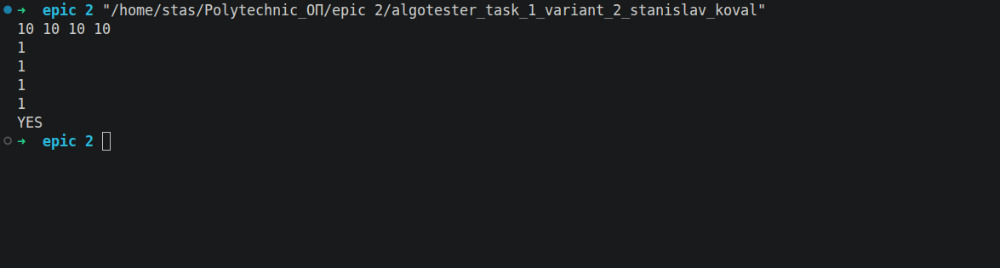 ➜ epic 2 "/home/stas/Polytechnic_ОП/epic 2/algotester_task_1_variant_2_stanislav_koval"
10 10 10 10
1
1
1
1
YES
➜ epic 2